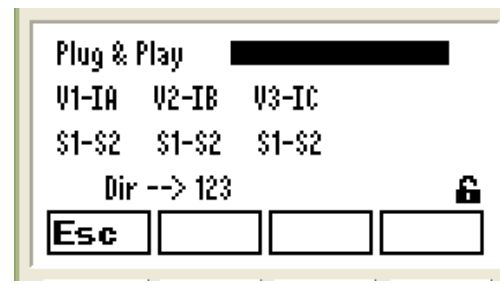 Plug & Play
V1-IA V2-IB V3-IC
S1-S2 S1-S2 S1-S2
Dir --> 123
Esc